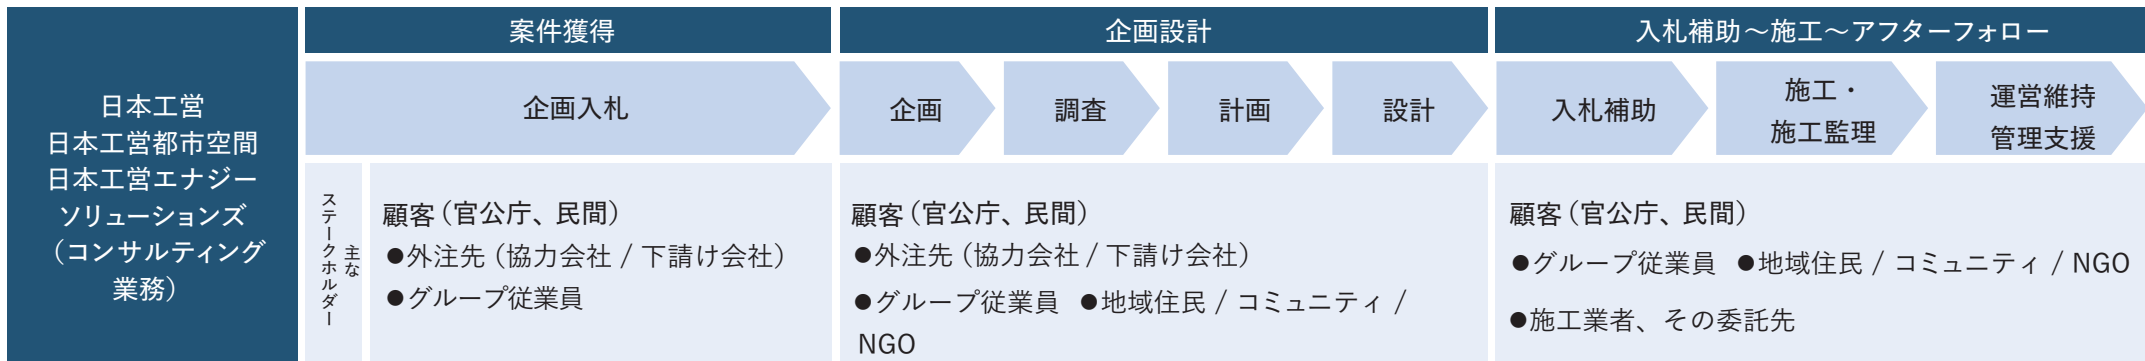 日本工営
日本工営都市空間
日本工営エナジー
ソリューションズ
（コンサルティング
業務）
案件獲得
企画入札
主な
ステークホルダー
顧客（官公庁、民間）
●外注先（協力会社 / 下請け会社）
●グループ従業員
企画設計
企画
調査
計画
設計
顧客（官公庁、民間）
●外注先（協力会社 / 下請け会社）
●グループ従業員 ●地域住民 / コミュニティ /
NGO
入札補助～施工～アフターフォロー
入札補助
施工・
施工監理
運営維持
管理支援
顧客（官公庁、民間）
●グループ従業員 ●地域住民 / コミュニティ / NGO
●施工業者、その委託先